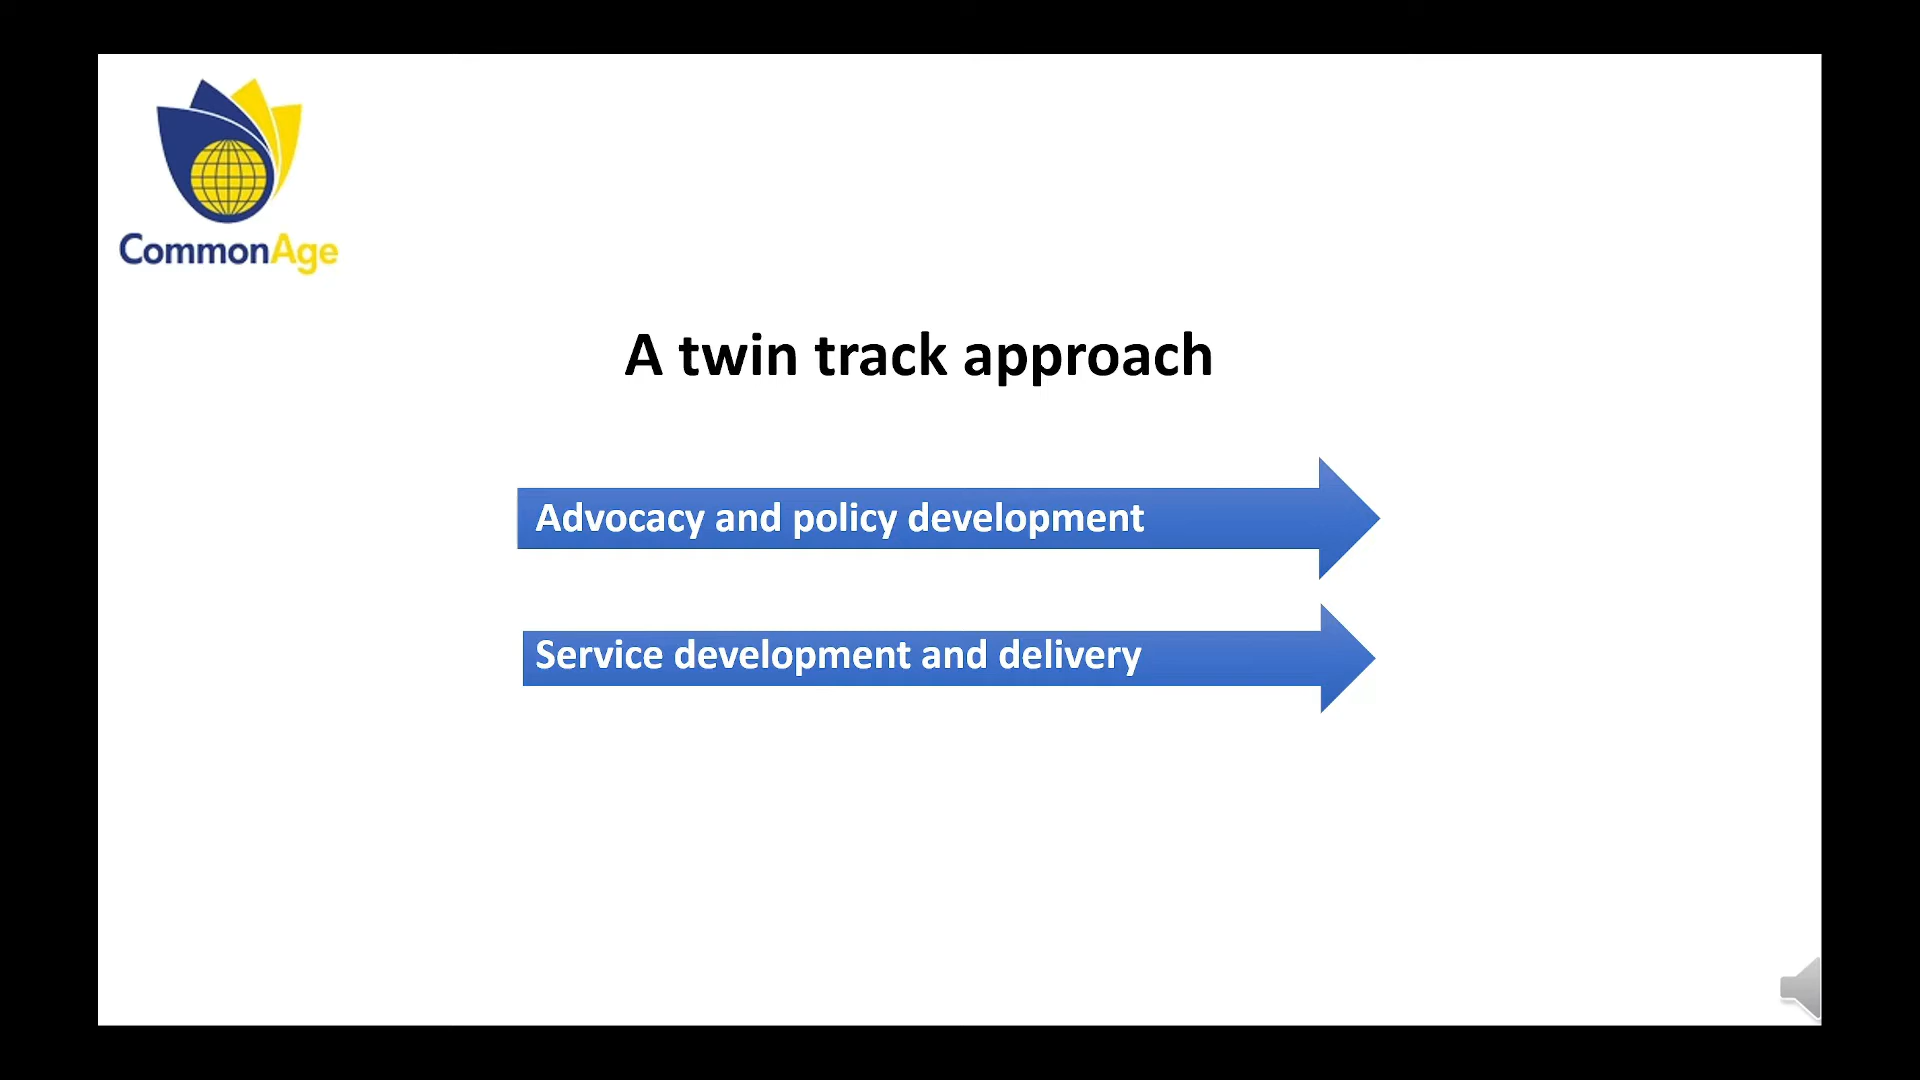 CommonAge
A twin track approach
Advocacy and policy development
Service development and delivery